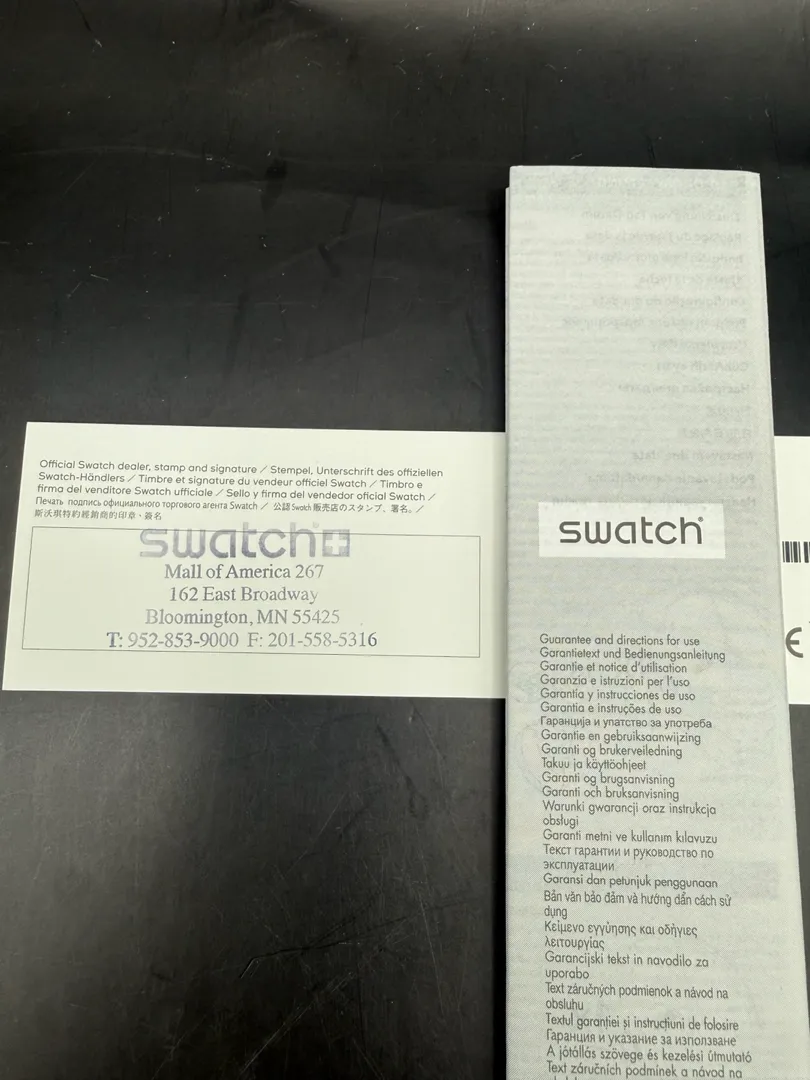 Official Swatch dealer, stamp and signature / Stempel, Unterschrift des offiziellen
Swatch-Händlers / Timbre et signature du vendeur officiel Swatch / Timbro e
firma del venditore Swatch ufficiale / Sello y firma del vendedor oficial Swatch /
Печать подпись официального торгового агента Swatch / 公認Swatch販売店のスタンプ、署名。/
斯沃琪特約經銷商的印章、簽名
swatch
Mall of America 267
162 East Broadway
Bloomington, MN 55425
T: 952-853-9000 F: 201-558-5316
swatch
Guarantee and directions for use
Garantietext und Bedienungsanleitung
Garantie et notice d'utilisation
Garanzia e istruzioni per l'uso
Garantía y instrucciones de uso
Garantia e instruções de uso
Гаранција и упатство за употреба
Garantie en gebruiksaanwijzing
Garanti og brukerveiledning
Takuu ja käyttöohjeet
Garanti og brugsanvisning
Garanti och bruksanvisning
Warunki gwarancji oraz instrukcja
obsługi
Garanti metni ve kullanım kılavuzu
Текст гарантии и руководство по
эксплуатации
Garansi dan petunjuk penggunaan
Bản văn bảo đảm và hướng dẫn cách sử
dụng
Κείμενο εγγύησης και οδηγίες
λειτουργίας
Garancijski tekst in navodilo za
uporabo
Text záručných podmienok a návod na
obsluhu
Textul garanției și instrucțiuni de folosire
Гаранция и указание за използване
A jótállás szövege és kezelési útmutató
Text záručních podmínek a návod na